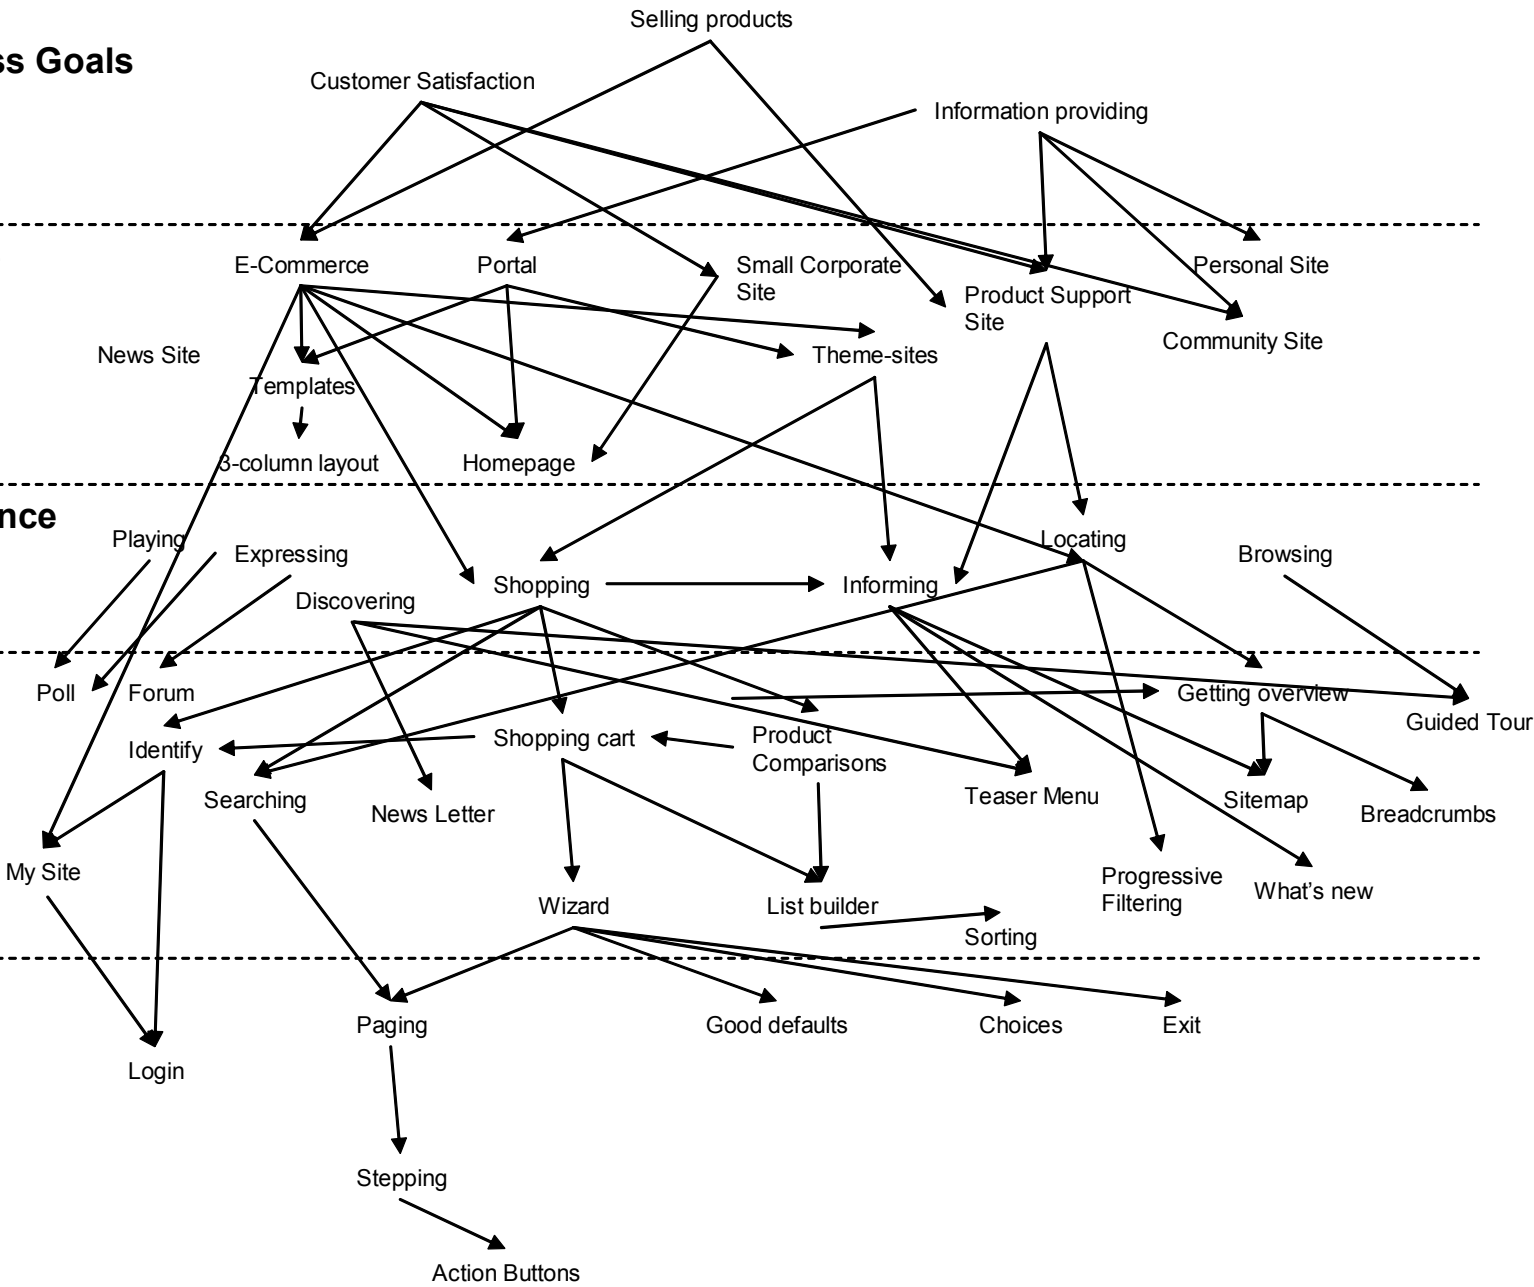 Selling products
ss Goals
Customer Satisfaction
Information providing
E-Commerce
Portal
Small Corporate
Site
Personal Site
Product Support
Site
Community Site
News Site
Theme-sites
Templates
3-column layout
Homepage
nce
Playing
Expressing
Locating
Browsing
Shopping
Informing
Discovering
Poll
Forum
Getting overview
Guided Tour
Identify
Shopping cart
Product
Comparisons
Searching
News Letter
Teaser Menu
Sitemap
Breadcrumbs
My Site
Progressive
Filtering
What's new
Wizard
List builder
Sorting
Paging
Good defaults
Choices
Exit
Login
Stepping
Action Buttons